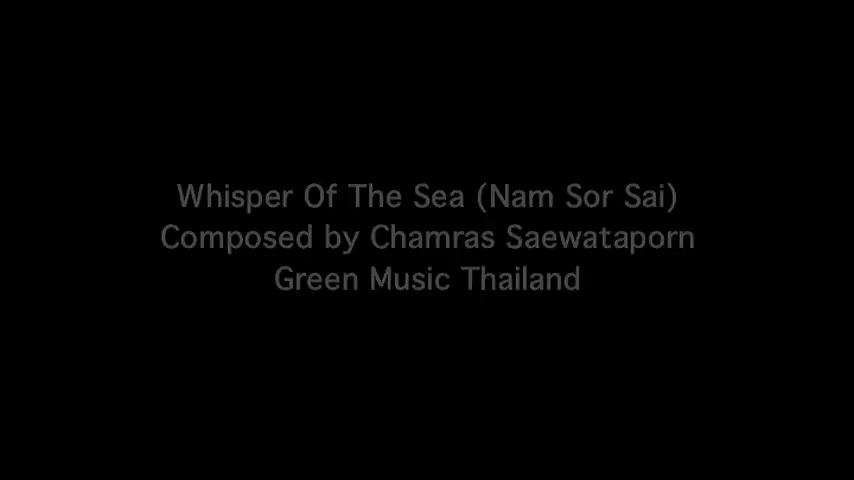 Whisper Of The Sea (Nam Sor Sai)
Composed by Chamras Saewataporn
Green Music Thailand